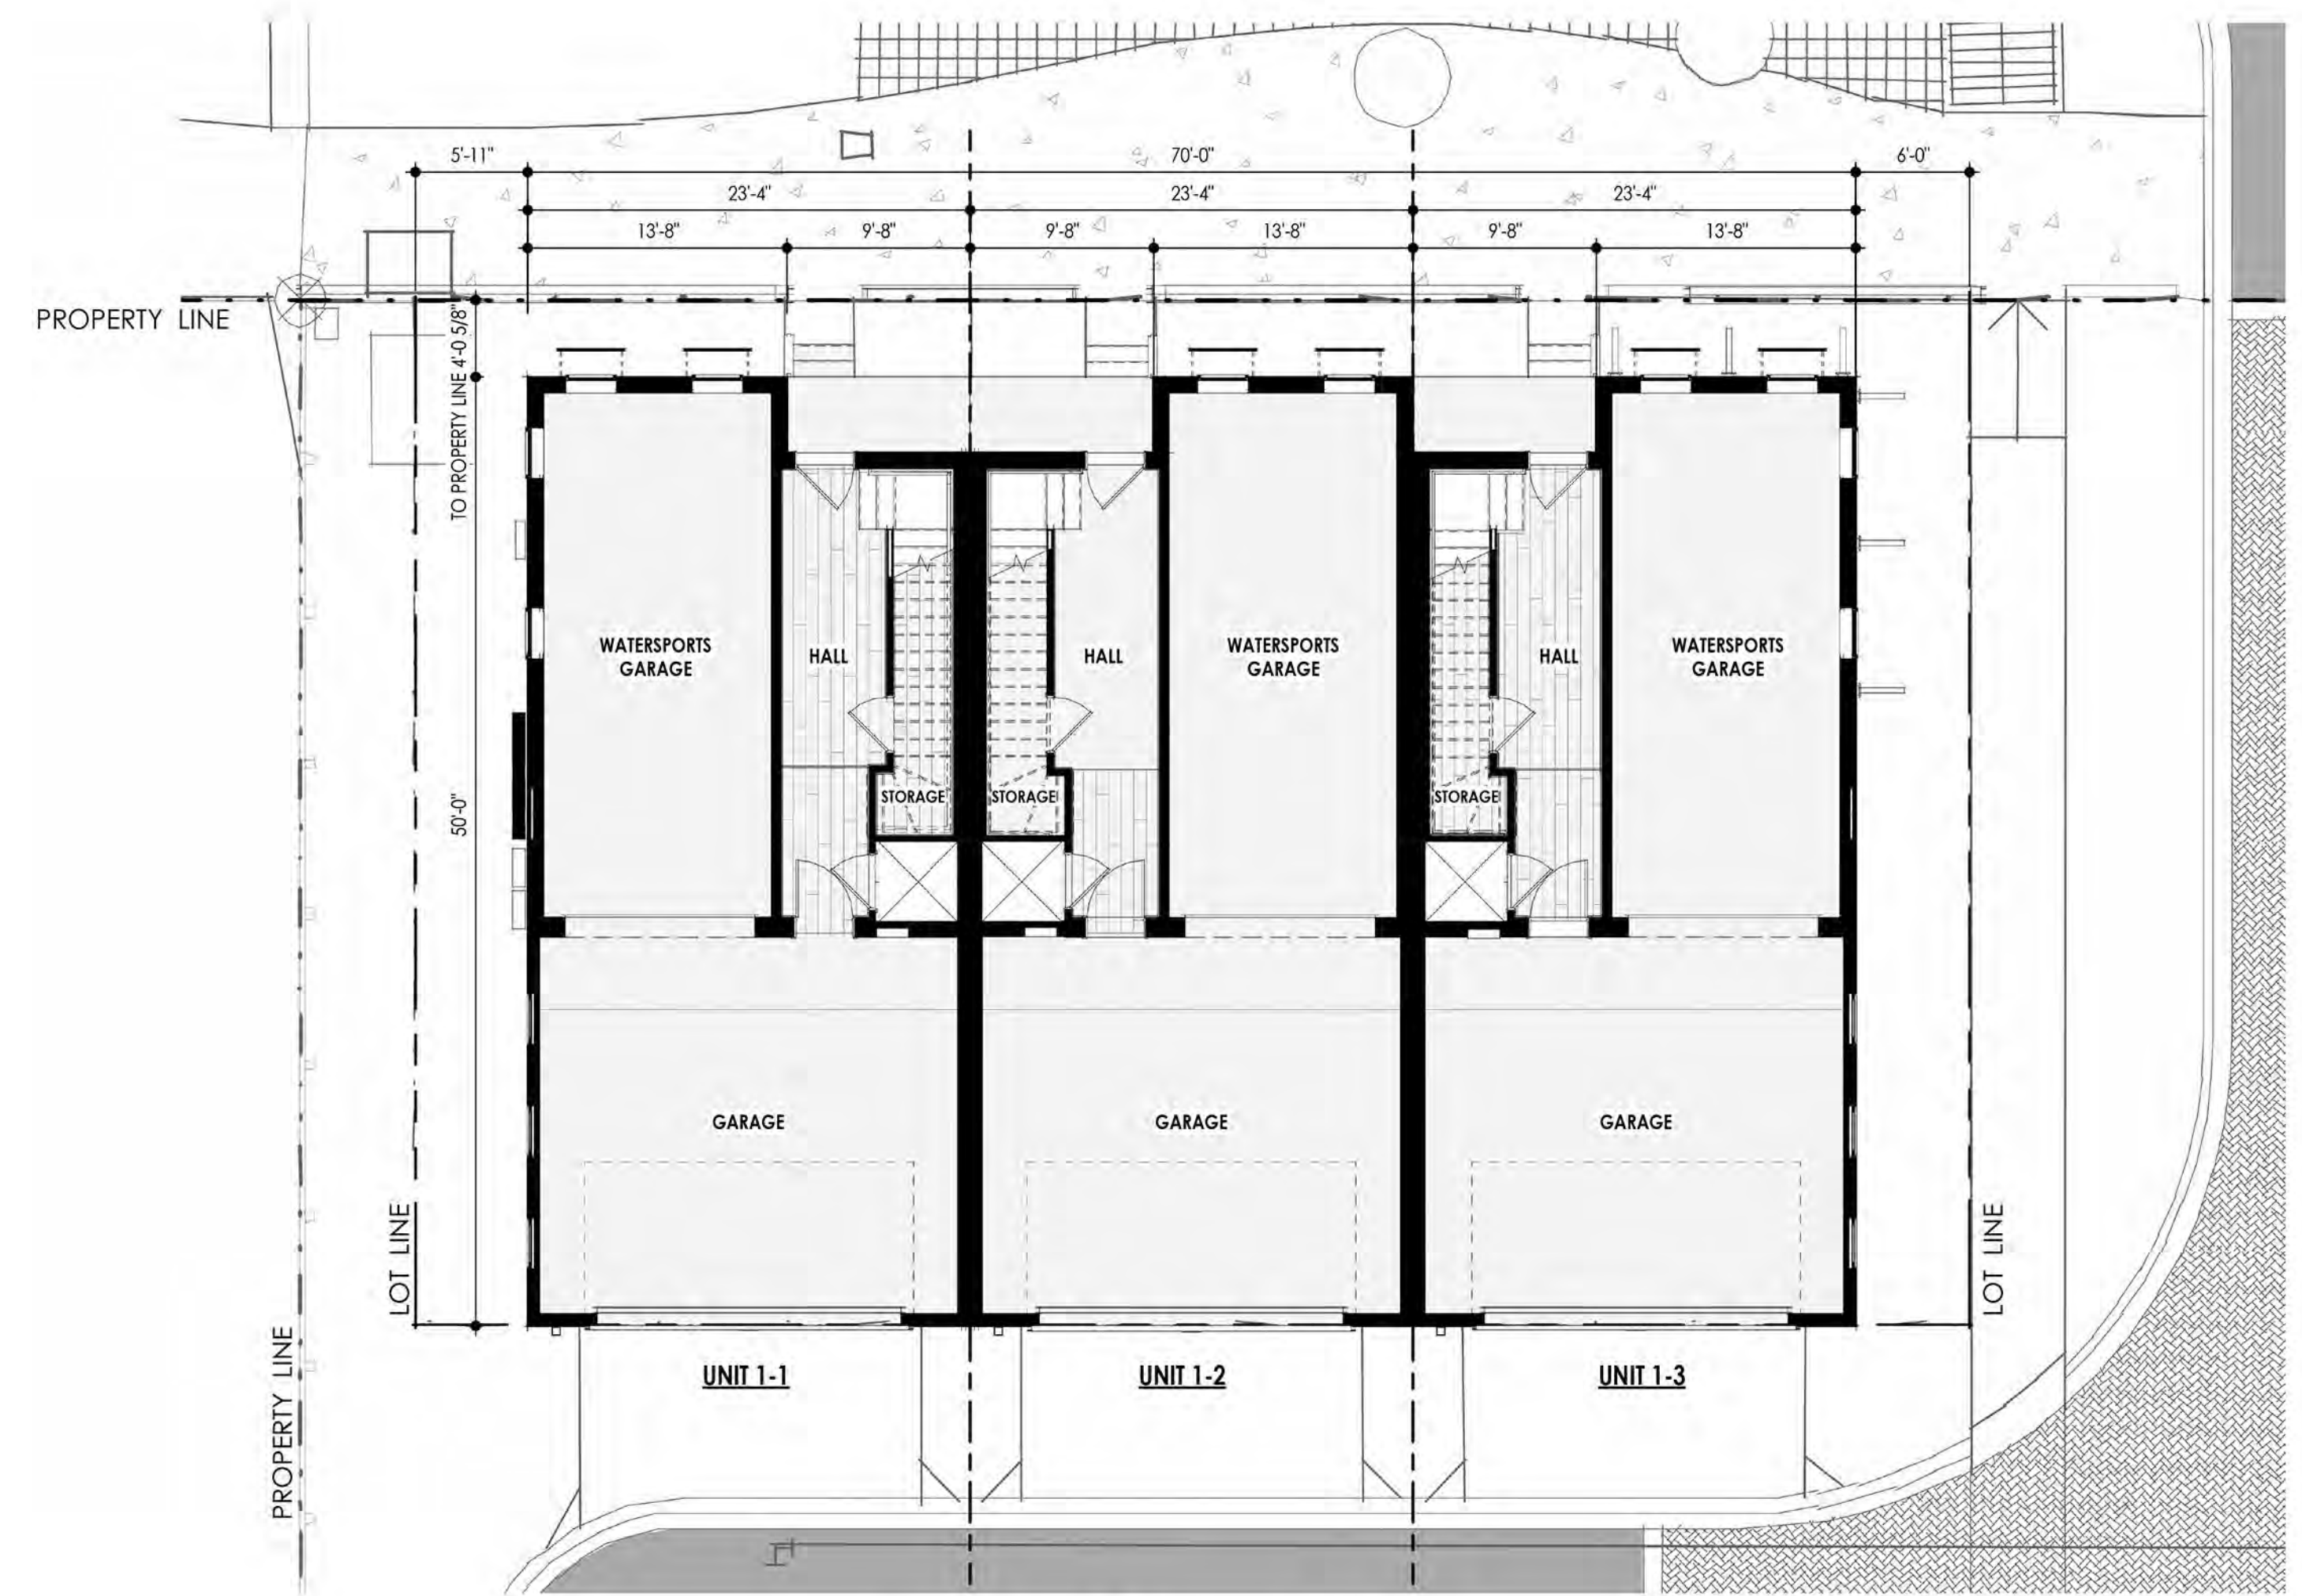 5'-11"
70'-0"
6'-0"
23'-4"
23'-4"
23'-4"
13'-8"
9'-8"
9'-8"
13'-8"
9'-8"
13'-8"
PROPERTY LINE
TO PROPERTY LINE 4'-0 5/8"
WATERSPORTS
GARAGE
HALL
HALL
WATERSPORTS
GARAGE
HALL
WATERSPORTS
GARAGE
50'-0"
STORAGE
STORAGE
STORAGE
GARAGE
GARAGE
GARAGE
LOT LINE
LOT LINE
PROPERTY LINE
UNIT 1-1
UNIT 1-2
UNIT 1-3